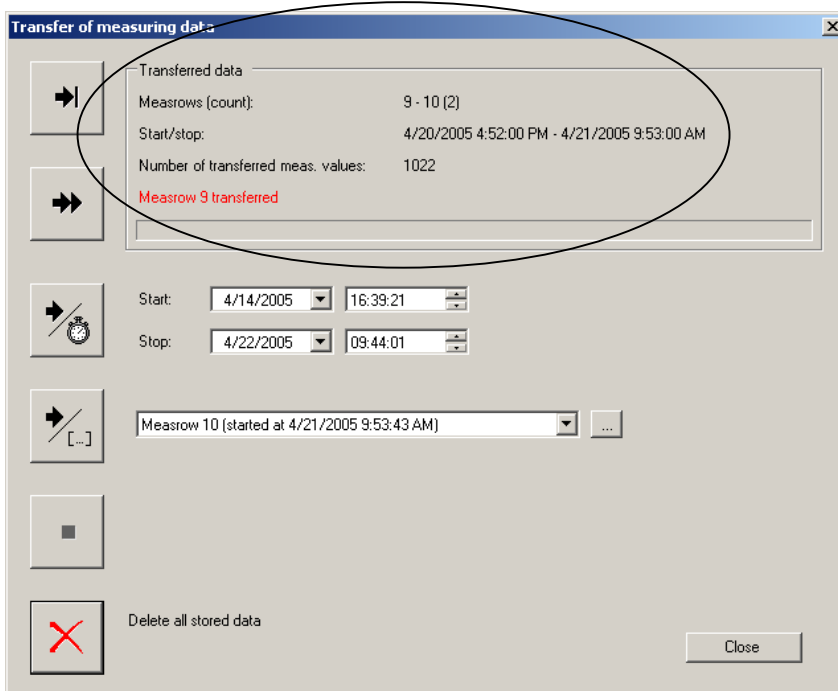 Transfer of measuring data
Transferred data
Measrows (count): 9 - 10 (2)
Start/stop: 4/20/2005 4:52:00 PM - 4/21/2005 9:53:00 AM
Number of transferred meas. values: 1022
Measrow 9 transferred
Start: 4/14/2005 16:39:21
Stop: 4/22/2005 09:44:01
[...]
Measrow 10 (started at 4/21/2005 9:53:43 AM) ...
Delete all stored data
Close